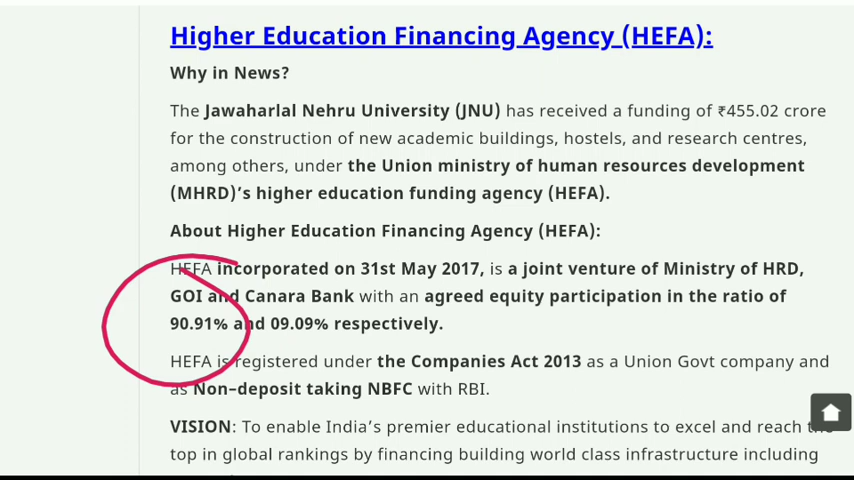 Higher Education Financing Agency (HEFA):
Why in News?
The Jawaharlal Nehru University (JNU) has received a funding of ₹455.02 crore
for the construction of new academic buildings, hostels, and research centres,
among others, under the Union ministry of human resources development
(MHRD)’s higher education funding agency (HEFA).
About Higher Education Financing Agency (HEFA):
HEFA incorporated on 31st May 2017, is a joint venture of Ministry of HRD,
GOI and Canara Bank with an agreed equity participation in the ratio of
90.91% and 09.09% respectively.
HEFA is registered under the Companies Act 2013 as a Union Govt company and
as Non–deposit taking NBFC with RBI.
VISION: To enable India’s premier educational institutions to excel and reach the
top in global rankings by financing building world class infrastructure including